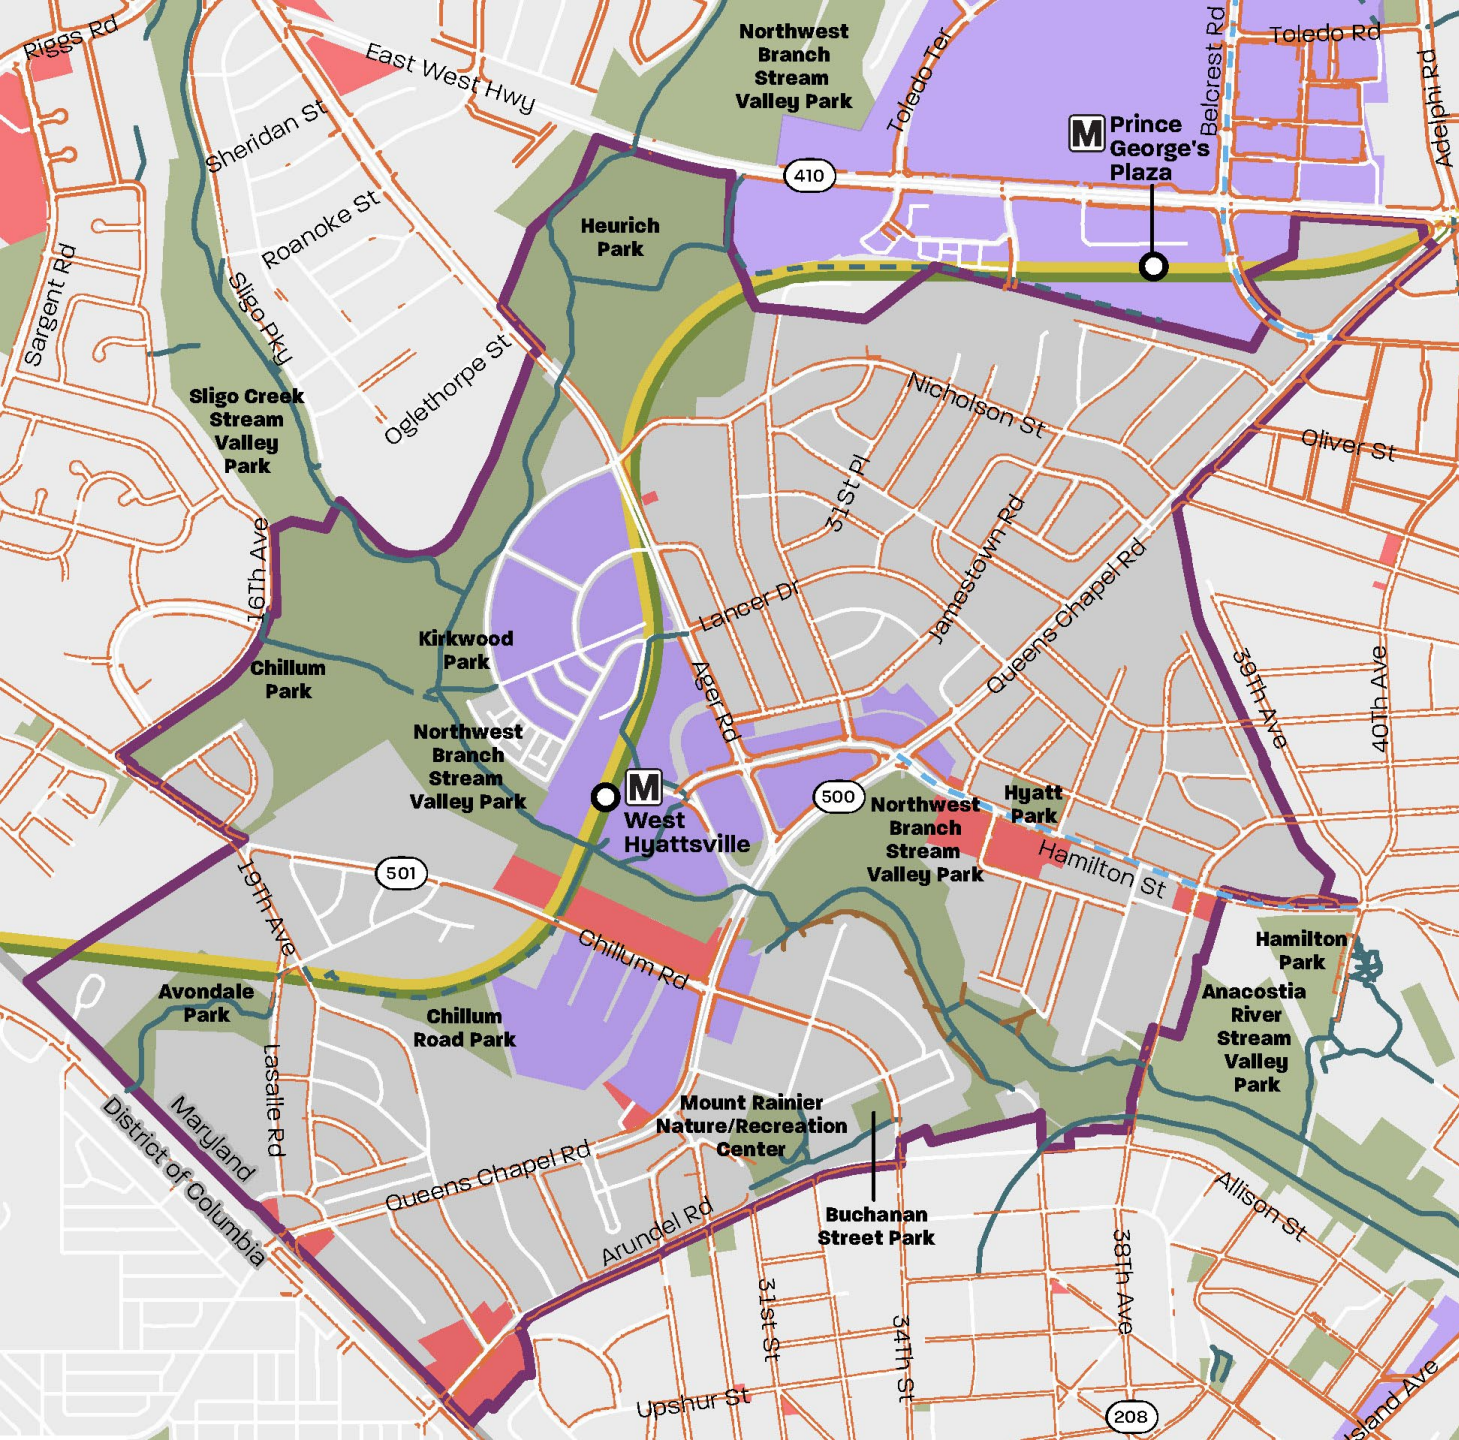 Riggs Rd
East West Hwy
Northwest
Branch
Stream
Valley Park
Toledo Ter
Belcrest Rd
Toledo Rd
Adelphi Rd
M
Prince
George's
Plaza
Sheridan St
410
Roanoke St
Heurich
Park
Sargent Rd
Sligo Pky
Oglethorpe St
Sligo Creek
Stream
Valley
Park
Nicholson St
Oliver St
31St Pl
Jamestown Rd
16Th Ave
Lancer Dr
Queens Chapel Rd
Kirkwood
Park
Chillum
Park
Ager Rd
39Th Ave
40Th Ave
Northwest
Branch
Stream
Valley Park
M
West
Hyattsville
500
Northwest
Branch
Stream
Valley Park
Hyatt
Park
Hamilton St
501
19Th Ave
Chillum Rd
Hamilton
Park
Avondale
Park
Chillum
Road Park
Anacostia
River
Stream
Valley
Park
Lasalle Rd
Maryland
District of Columbia
Mount Rainier
Nature/Recreation
Center
Queens Chapel Rd
Arundel Rd
Buchanan
Street Park
Allison St
31st St
34Th St
38Th Ave
Upshur St
208
Island Ave